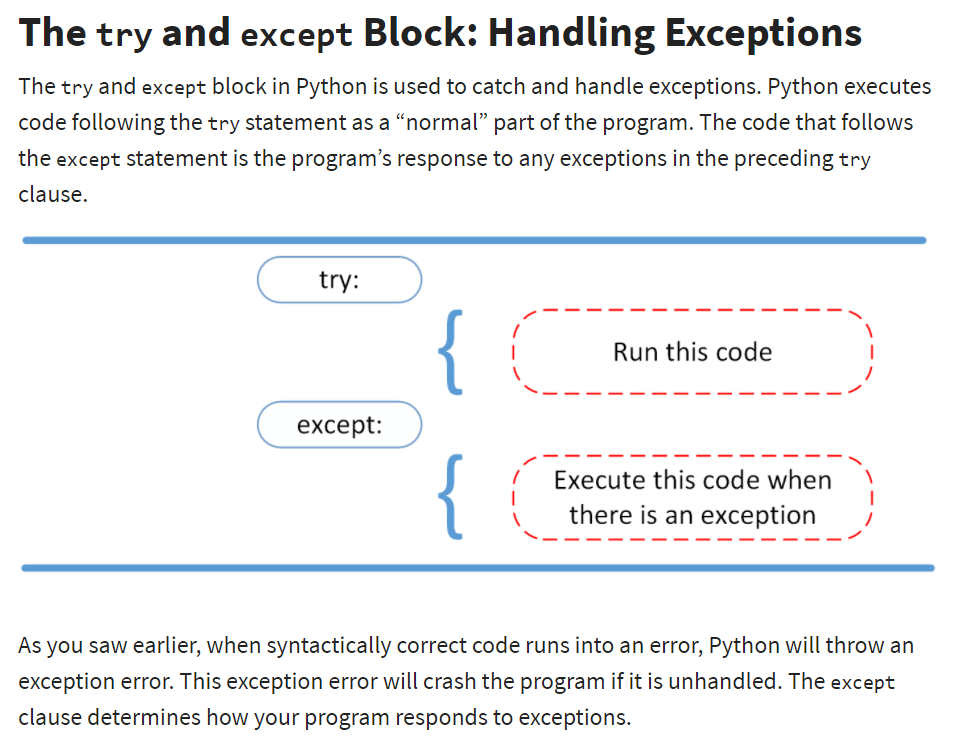 The try and except Block: Handling Exceptions
The try and except block in Python is used to catch and handle exceptions. Python executes
code following the try statement as a “normal” part of the program. The code that follows
the except statement is the program’s response to any exceptions in the preceding try
clause.
try:
Run this code
except:
Execute this code when
there is an exception
As you saw earlier, when syntactically correct code runs into an error, Python will throw an
exception error. This exception error will crash the program if it is unhandled. The except
clause determines how your program responds to exceptions.